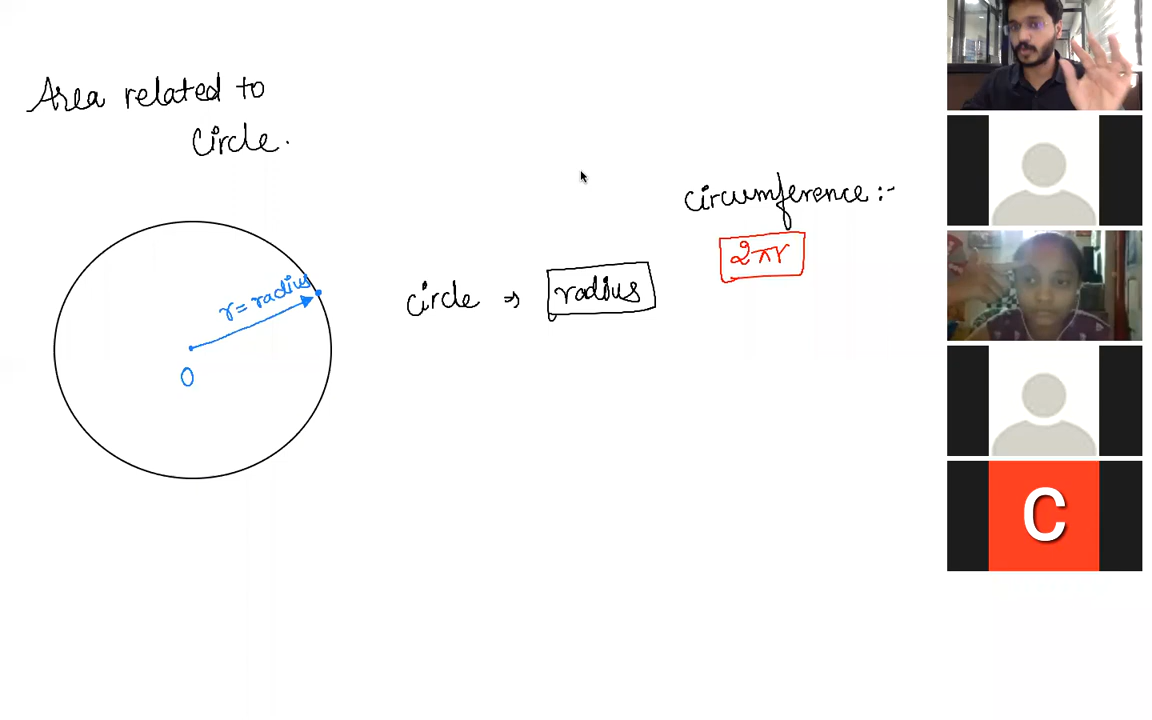 Area related to
Circle.
circumference :-
2πr
r = radius
circle ⇒ radius
O
C